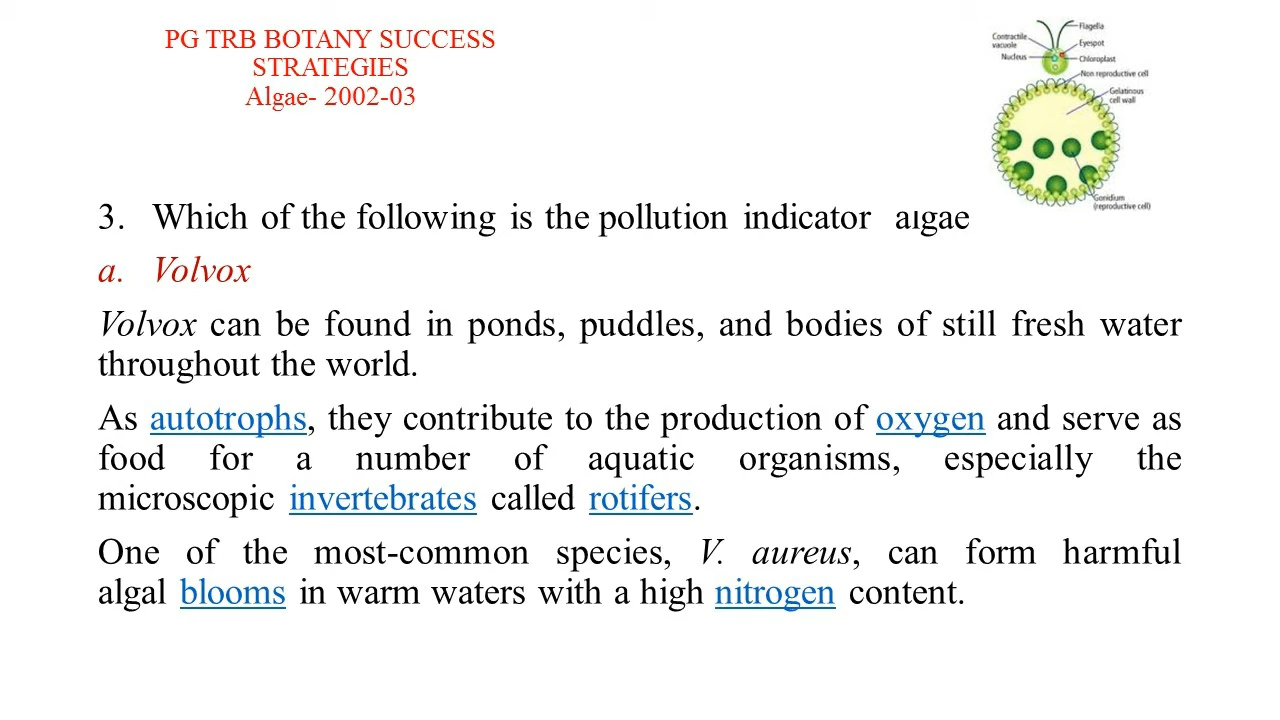 PG TRB BOTANY SUCCESS
STRATEGIES
Algae- 2002-03
Flagella
Contractile
vacuole
Eyespot
Nucleus
Chloroplast
Non reproductive cell
Gelatinous
cell wall
Gonidium
(reproductive cell)
3. Which of the following is the pollution indicator algae
a. Volvox
Volvox can be found in ponds, puddles, and bodies of still fresh water
throughout the world.
As autotrophs, they contribute to the production of oxygen and serve as
food for a number of aquatic organisms, especially the
microscopic invertebrates called rotifers.
One of the most-common species, V. aureus, can form harmful
algal blooms in warm waters with a high nitrogen content.